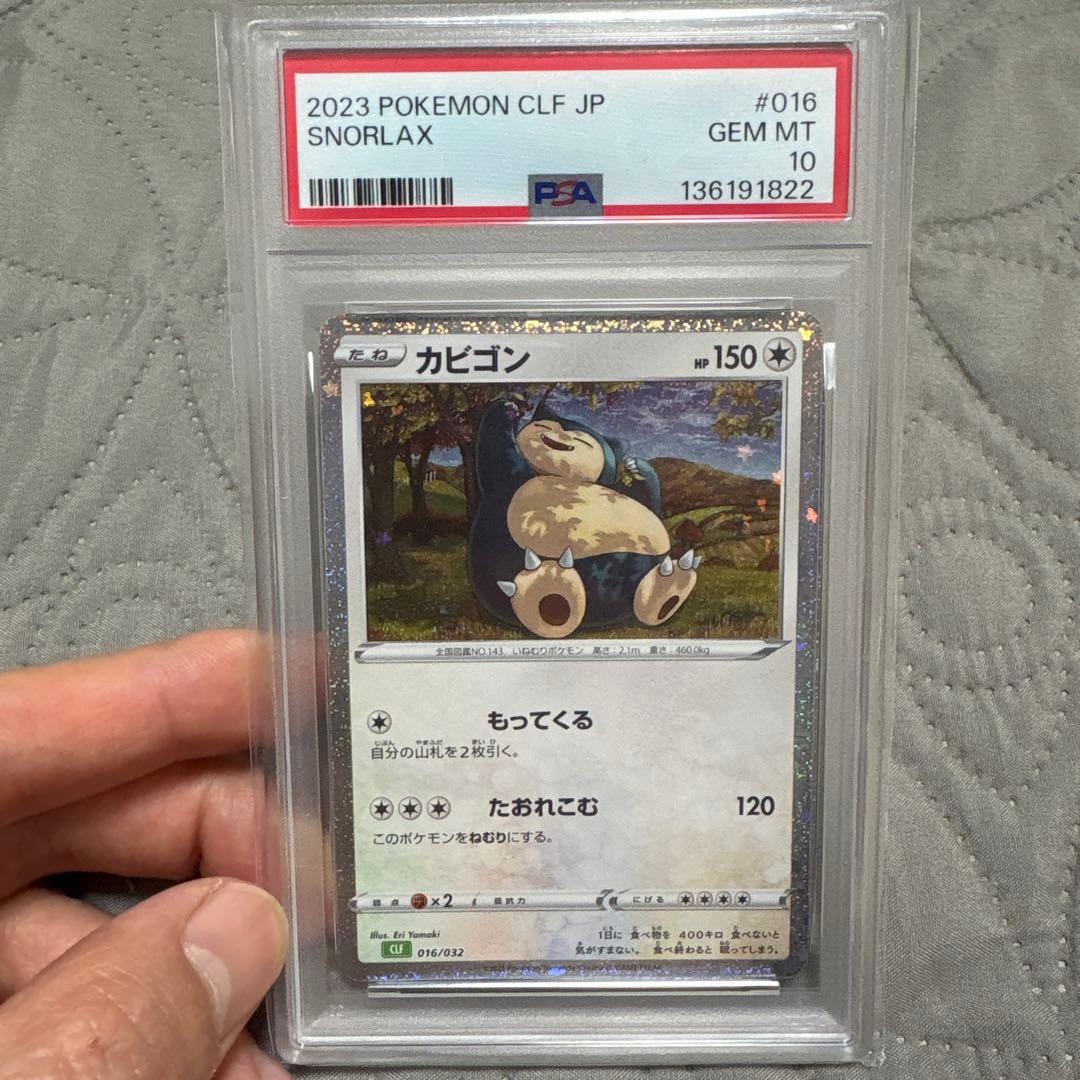 2023 POKEMON CLF JP #016
SNORLAX GEM MT
10
PSA 136191822
たね カビゴン HP 150
全国図鑑NO.143 いねむりポケモン 高さ:2.1m 重さ:460.0kg
もってくる
自分の山札を2枚引く。
たおれこむ 120
このポケモンをねむりにする。
弱点 ×2 抵抗力 にげる
Illus. Eri Yamaki
1日に 食べ物を 400キロ 食べないと
CLF 016/032
気がすまない。 食べ終わると 眠ってしまう。